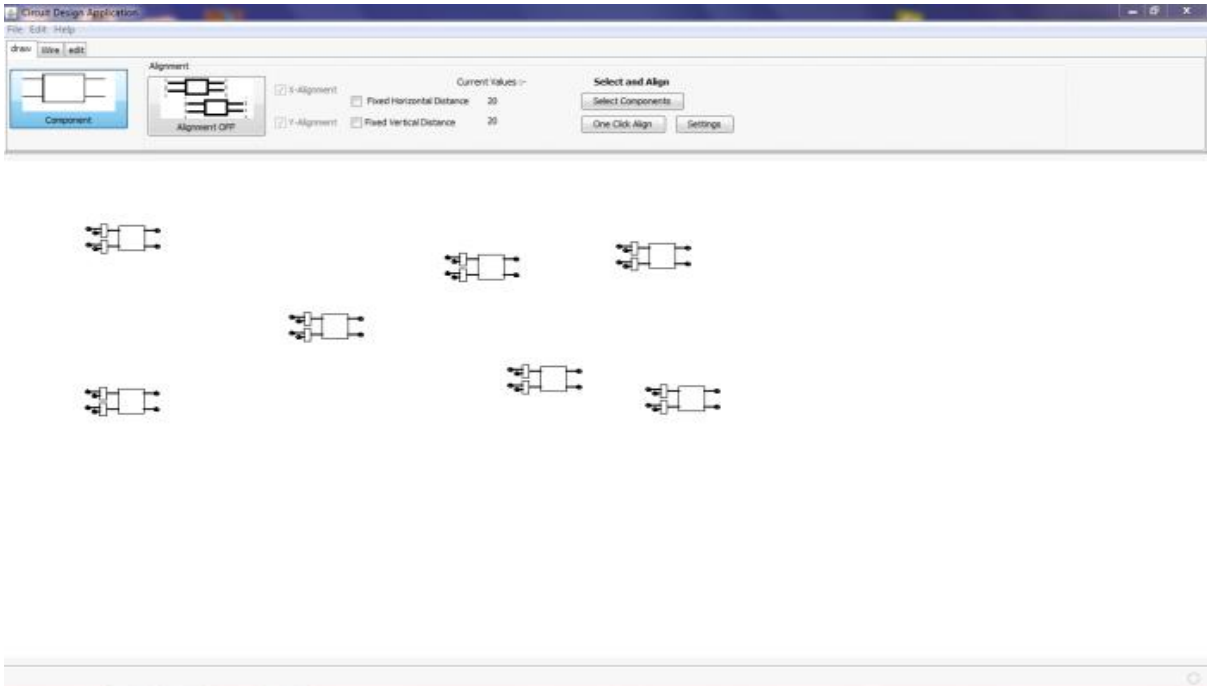 Circuit Design Application
File Edit Help
draw Wire edit
Alignment
Component
Alignment OFF
X-Alignment
Y-Alignment
Current Values :-
Fixed Horizontal Distance 20
Fixed Vertical Distance 20
Select and Align
Select Components
One Click Align Settings